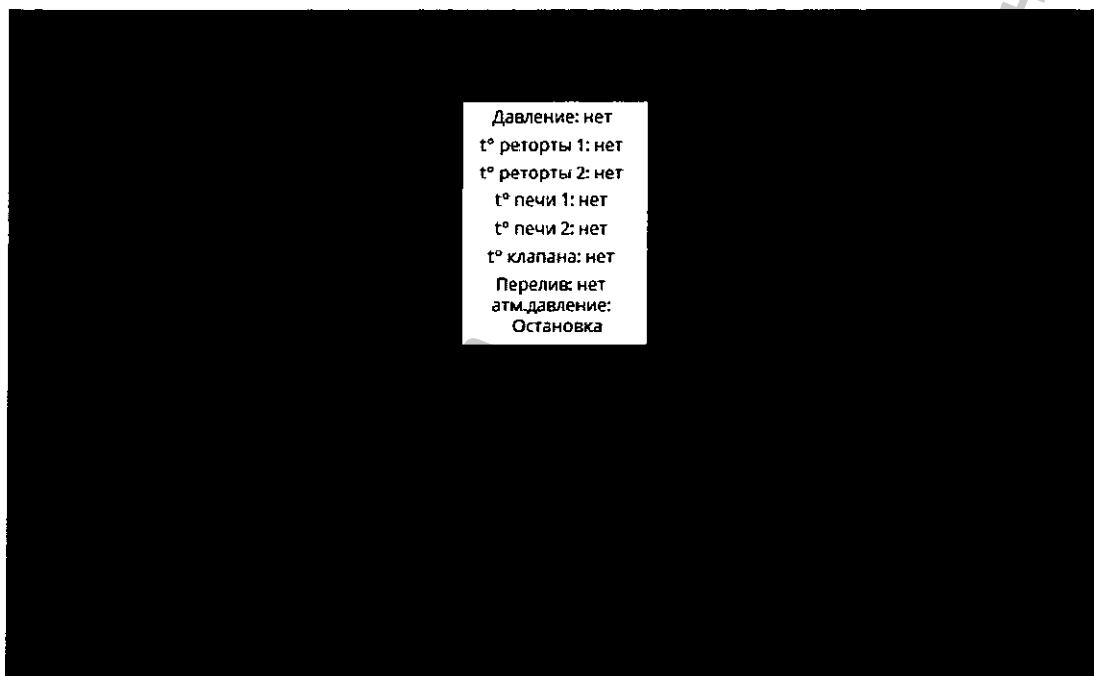 Давление: нет
t° реторты 1: нет
t° реторты 2: нет
t° печи 1: нет
t° печи 2: нет
t° клапана: нет
Перелив: нет
атм.давление:
Остановка